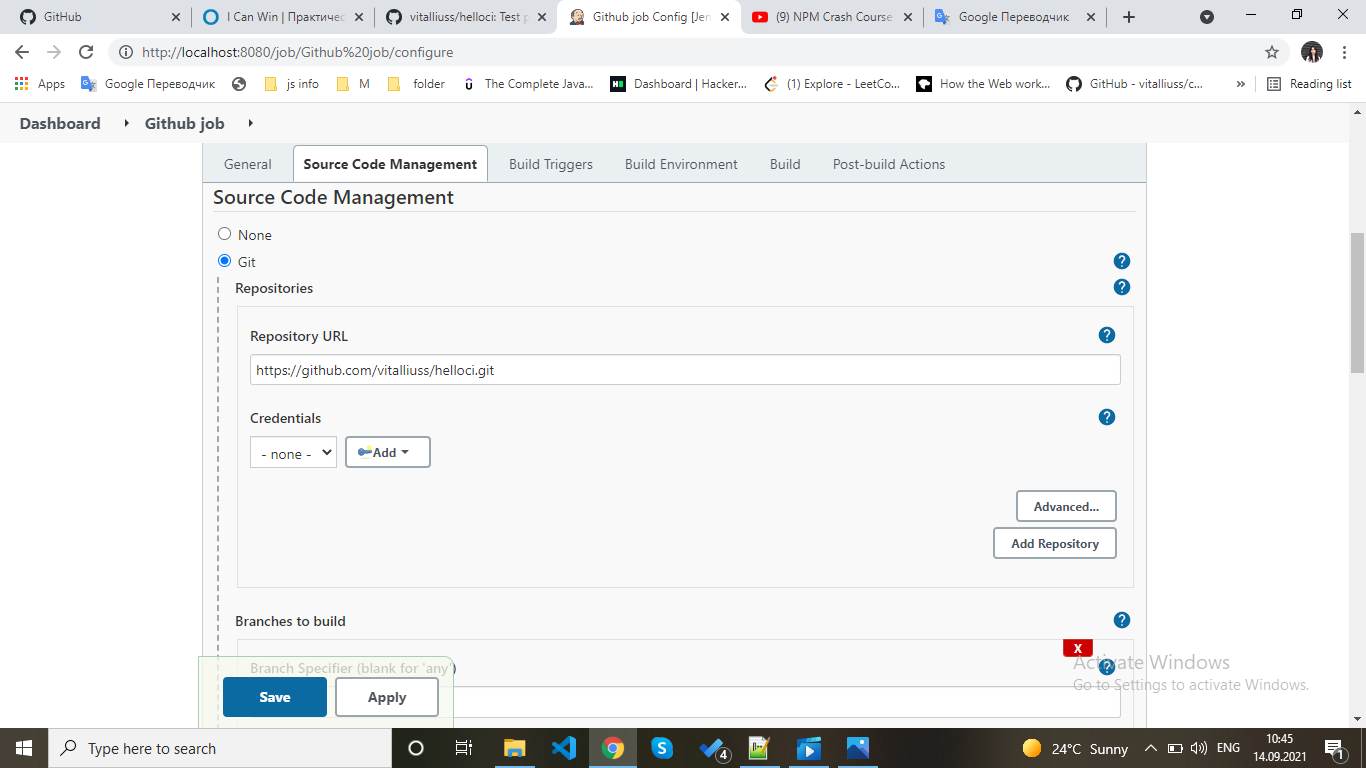 GitHub
I Can Win | Практичес
vitalliuss/helloci: Test p
Github job Config [Jen
(9) NPM Crash Course
Google Переводчик
http://localhost:8080/job/Github%20job/configure
Apps
Google Переводчик
js info
M
folder
The Complete Java...
Dashboard | Hacker...
(1) Explore - LeetCo...
How the Web work...
GitHub - vitalliuss/c...
»
Reading list
Dashboard
Github job
General
Source Code Management
Build Triggers
Build Environment
Build
Post-build Actions
Source Code Management
None
Git
Repositories
Repository URL
https://github.com/vitalliuss/helloci.git
Credentials
- none -
Add
Advanced...
Add Repository
Branches to build
X
Branch Specifier (blank for 'any')
Activate Windows
Go to Settings to activate Windows.
Save
Apply
Type here to search
4
24°C Sunny
ENG
10:45
14.09.2021
1